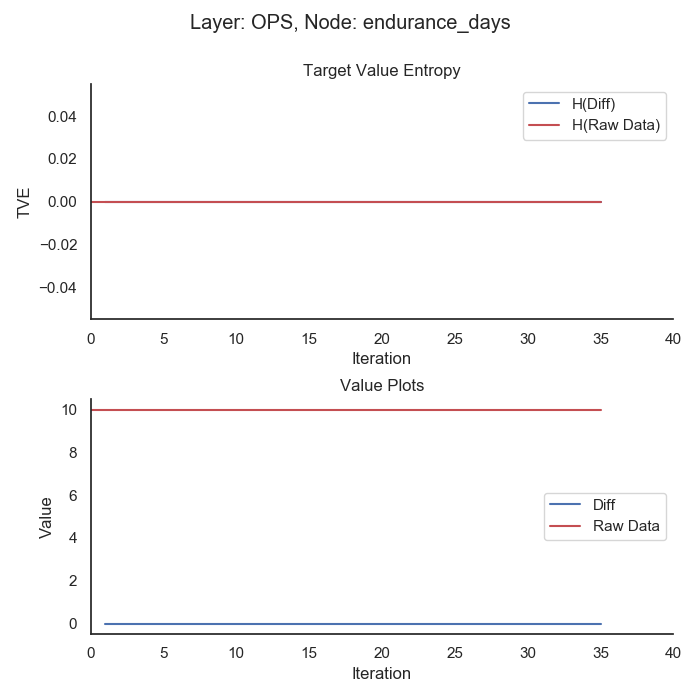 Layer: OPS, Node: endurance_days
Target Value Entropy
H(Diff)
H(Raw Data)
0.04
0.02
0.00
−0.02
−0.04
TVE
0 5 10 15 20 25 30 35 40
Iteration
Value Plots
10
8
6
4
2
0
Value
Diff
Raw Data
0 5 10 15 20 25 30 35 40
Iteration